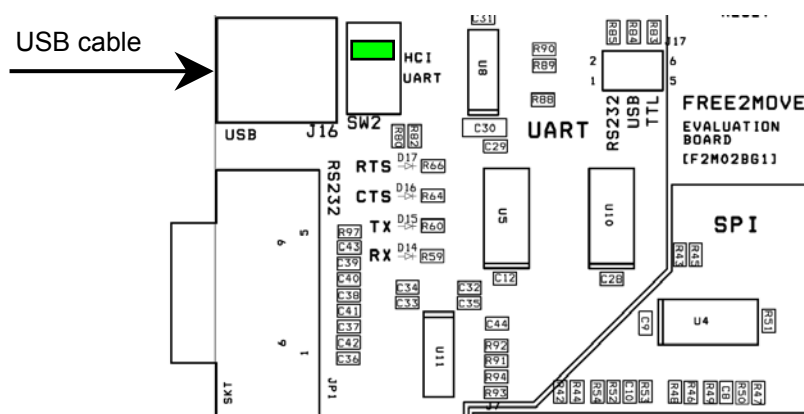 USB cable
USB
J16
HCI
UART
SW2
C31
U8
C30
C29
R90
R89
R88
R85
R84
R83
J17
2
6
1
5
RS232
USB
TTL
UART
FREE2MOVE
EVALUATION
BOARD
[F2M02BG1]
R80
R82
RTS
D17
R66
CTS
D16
R64
TX
D15
R60
RX
D14
R59
RS232
9
5
6
1
SKT
JP1
R97
C43
C39
C40
C38
C41
C37
C42
C36
C34
C32
C33
C35
U11
C44
R92
R91
R94
R93
J7
U5
C12
U10
C28
SPI
R43
R45
C9
U4
R51
R42
R44
R54
R52
C10
R53
R48
R46
R49
C8
R50
R47